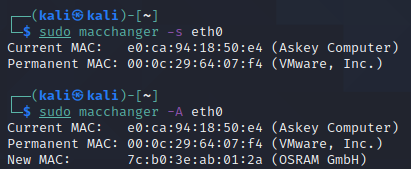 ┌──(kali㉿kali)-[~]
└─$ sudo macchanger -s eth0
Current MAC:   e0:ca:94:18:50:e4 (Askey Computer)
Permanent MAC: 00:0c:29:64:07:f4 (VMware, Inc.)
┌──(kali㉿kali)-[~]
└─$ sudo macchanger -A eth0
Current MAC:   e0:ca:94:18:50:e4 (Askey Computer)
Permanent MAC: 00:0c:29:64:07:f4 (VMware, Inc.)
New MAC:       7c:b0:3e:ab:01:2a (OSRAM GmbH)